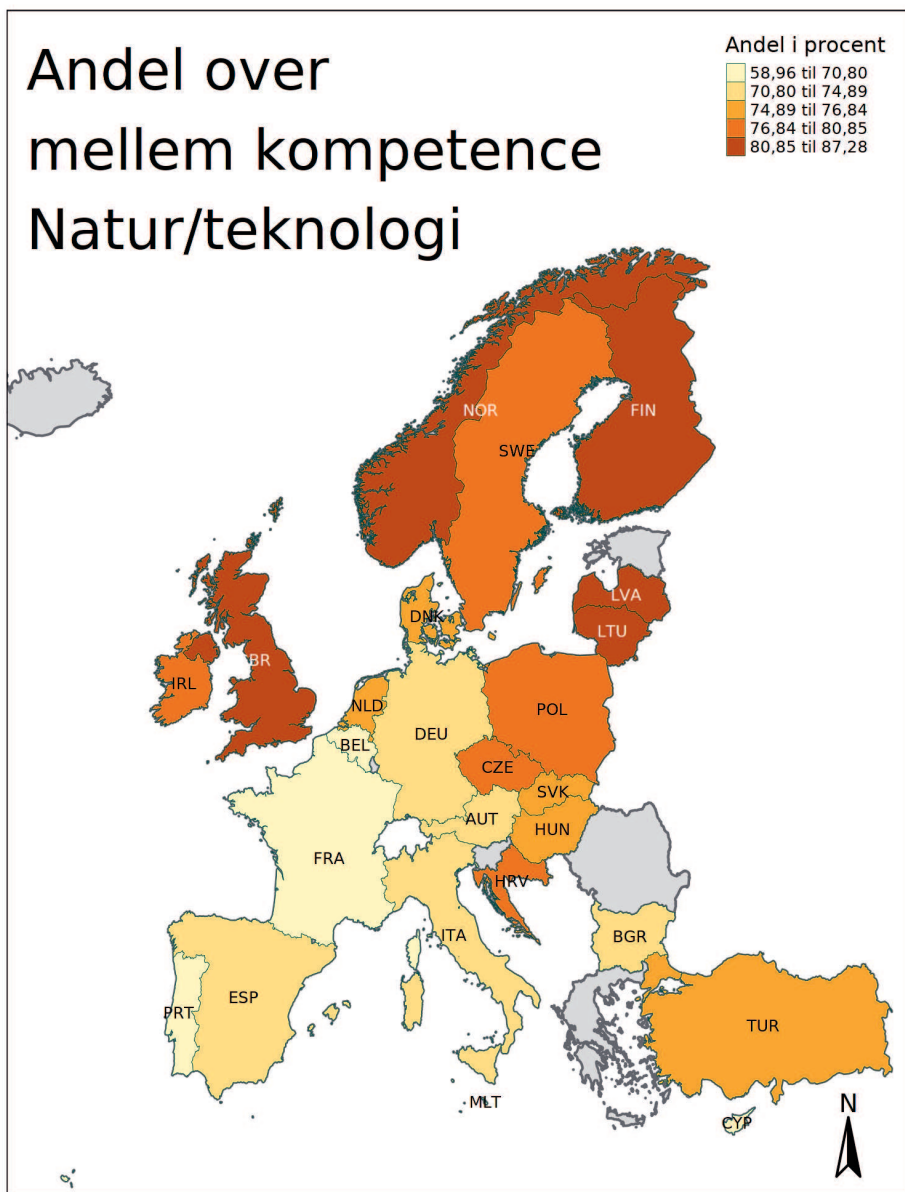 Andel over
mellem kompetence
Natur/teknologi
Andel i procent
58,96 til 70,80
70,80 til 74,89
74,89 til 76,84
76,84 til 80,85
80,85 til 87,28
NOR
FIN
SWE
LVA
DNK
LTU
GBR
IRL
NLD
POL
DEU
BEL
CZE
SVK
AUT
HUN
FRA
HRV
ITA
BGR
ESP
PRT
TUR
MLT
CYP
N